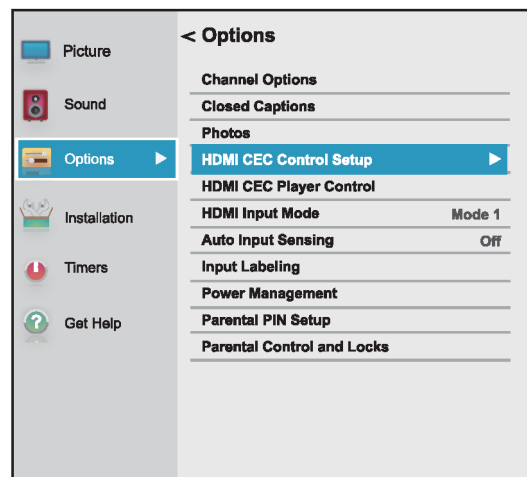 Picture
Sound
Options
Installation
Timers
Get Help
< Options
Channel Options
Closed Captions
Photos
HDMI CEC Control Setup
HDMI CEC Player Control
HDMI Input Mode Mode 1
Auto Input Sensing Off
Input Labeling
Power Management
Parental PIN Setup
Parental Control and Locks